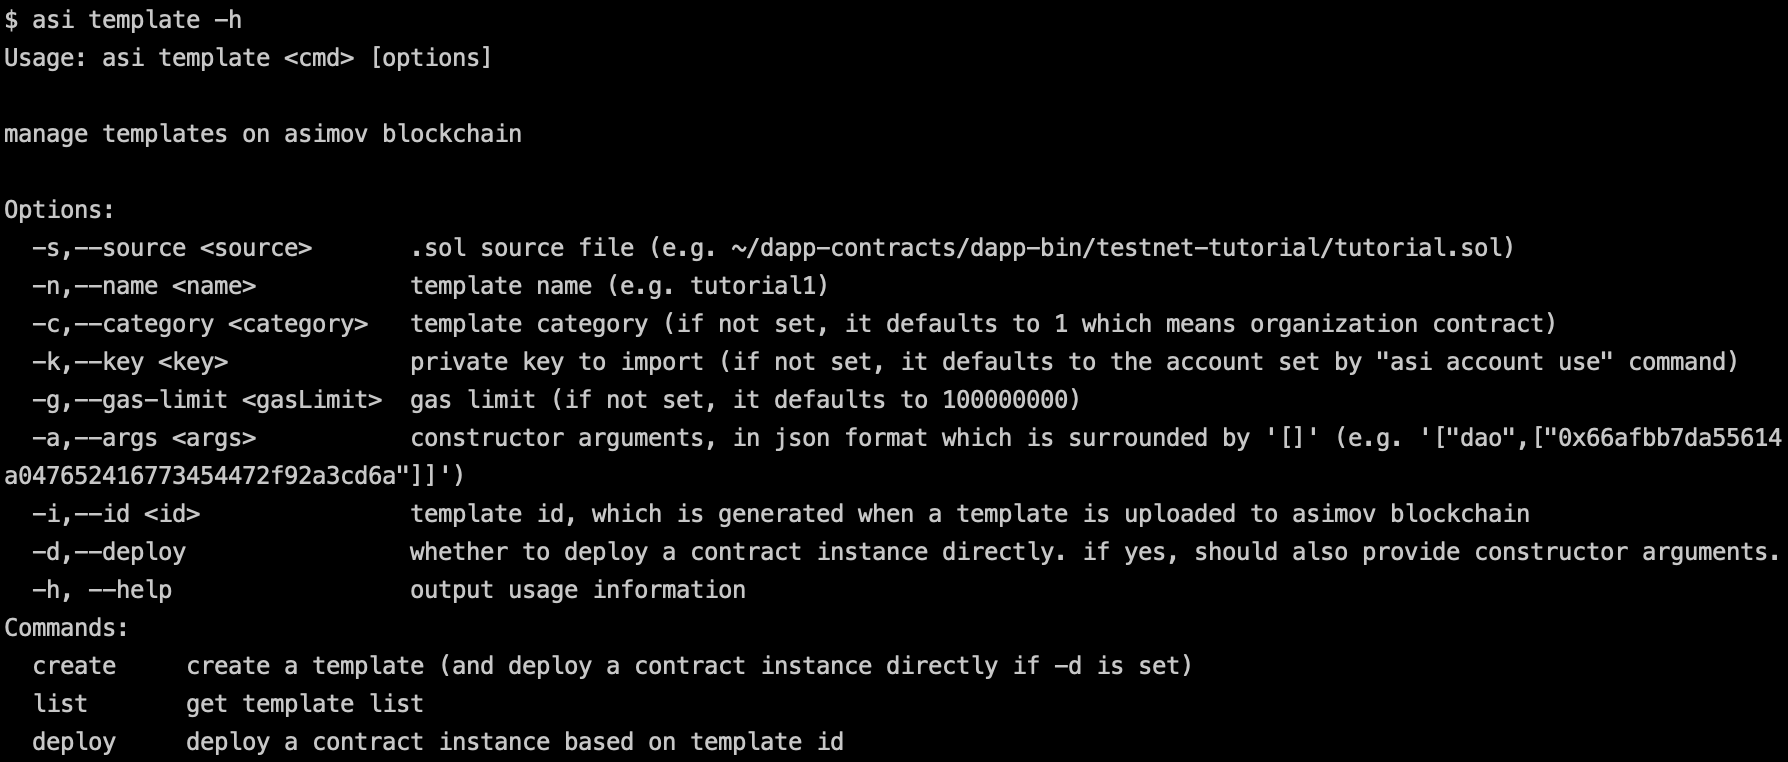 $ asi template -h
Usage: asi template <cmd> [options]
manage templates on asimov blockchain
Options:
-s,--source <source> .sol source file (e.g. ~/dapp-contracts/dapp-bin/testnet-tutorial/tutorial.sol)
-n,--name <name> template name (e.g. tutorial1)
-c,--category <category> template category (if not set, it defaults to 1 which means organization contract)
-k,--key <key> private key to import (if not set, it defaults to the account set by "asi account use" command)
-g,--gas-limit <gasLimit> gas limit (if not set, it defaults to 100000000)
-a,--args <args> constructor arguments, in json format which is surrounded by '[]' (e.g. '["dao",["0x66afbb7da55614
a047652416773454472f92a3cd6a"]]')
-i,--id <id> template id, which is generated when a template is uploaded to asimov blockchain
-d,--deploy whether to deploy a contract instance directly. if yes, should also provide constructor arguments.
-h, --help output usage information
Commands:
create create a template (and deploy a contract instance directly if -d is set)
list get template list
deploy deploy a contract instance based on template id